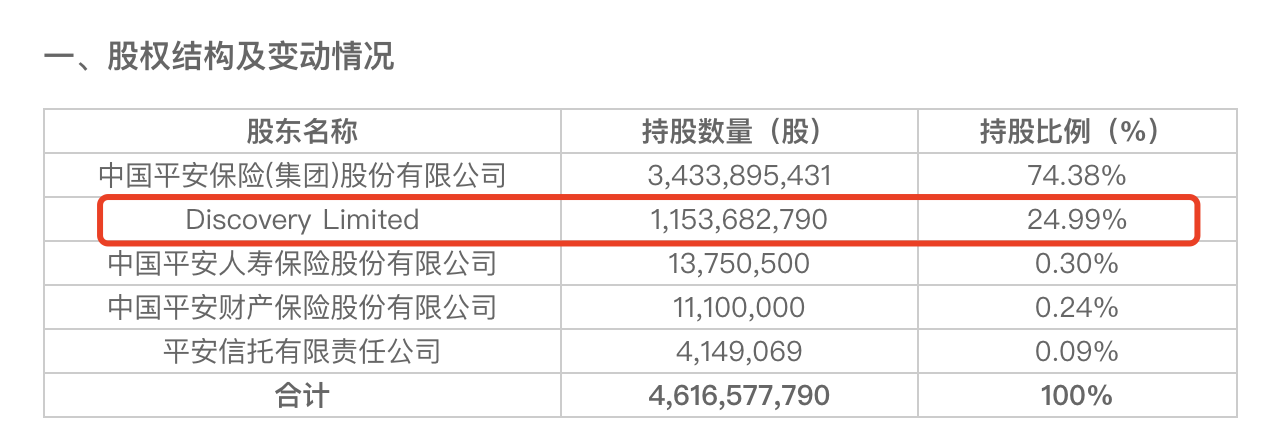 一、股权结构及变动情况
股东名称 持股数量（股） 持股比例（%）
中国平安保险(集团)股份有限公司 3,433,895,431 74.38%
Discovery Limited 1,153,682,790 24.99%
中国平安人寿保险股份有限公司 13,750,500 0.30%
中国平安财产保险股份有限公司 11,100,000 0.24%
平安信托有限责任公司 4,149,069 0.09%
合计 4,616,577,790 100%